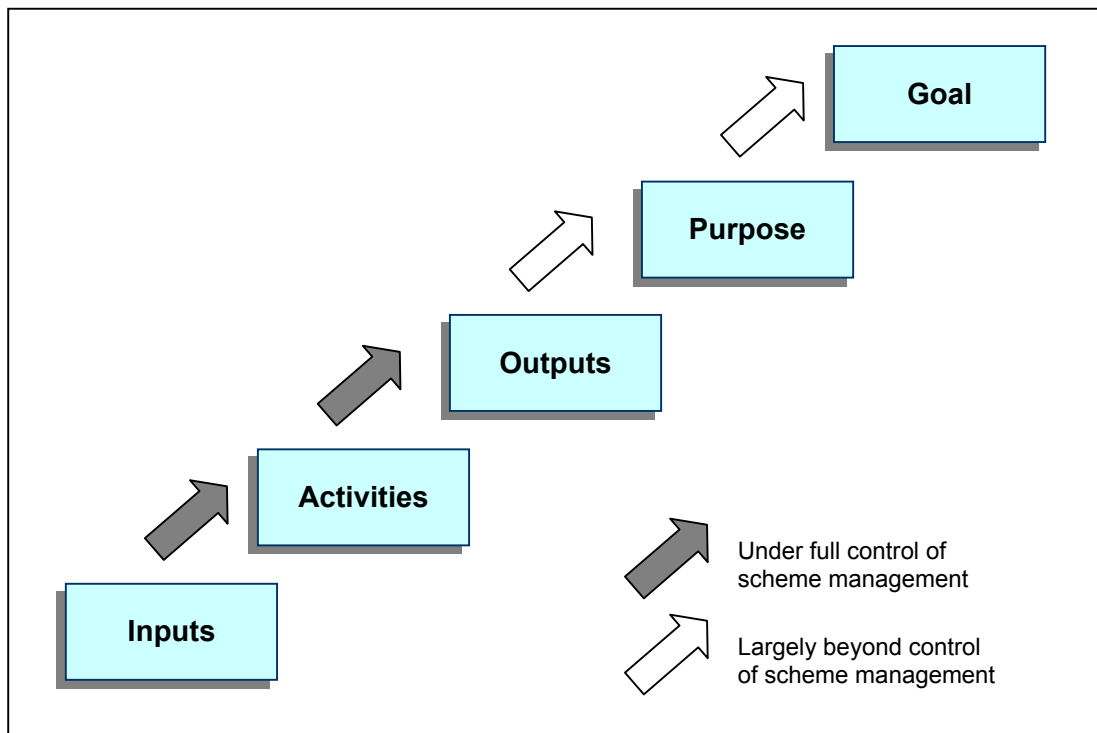 Goal
Purpose
Outputs
Activities
Inputs
Under full control of
scheme management
Largely beyond control
of scheme management